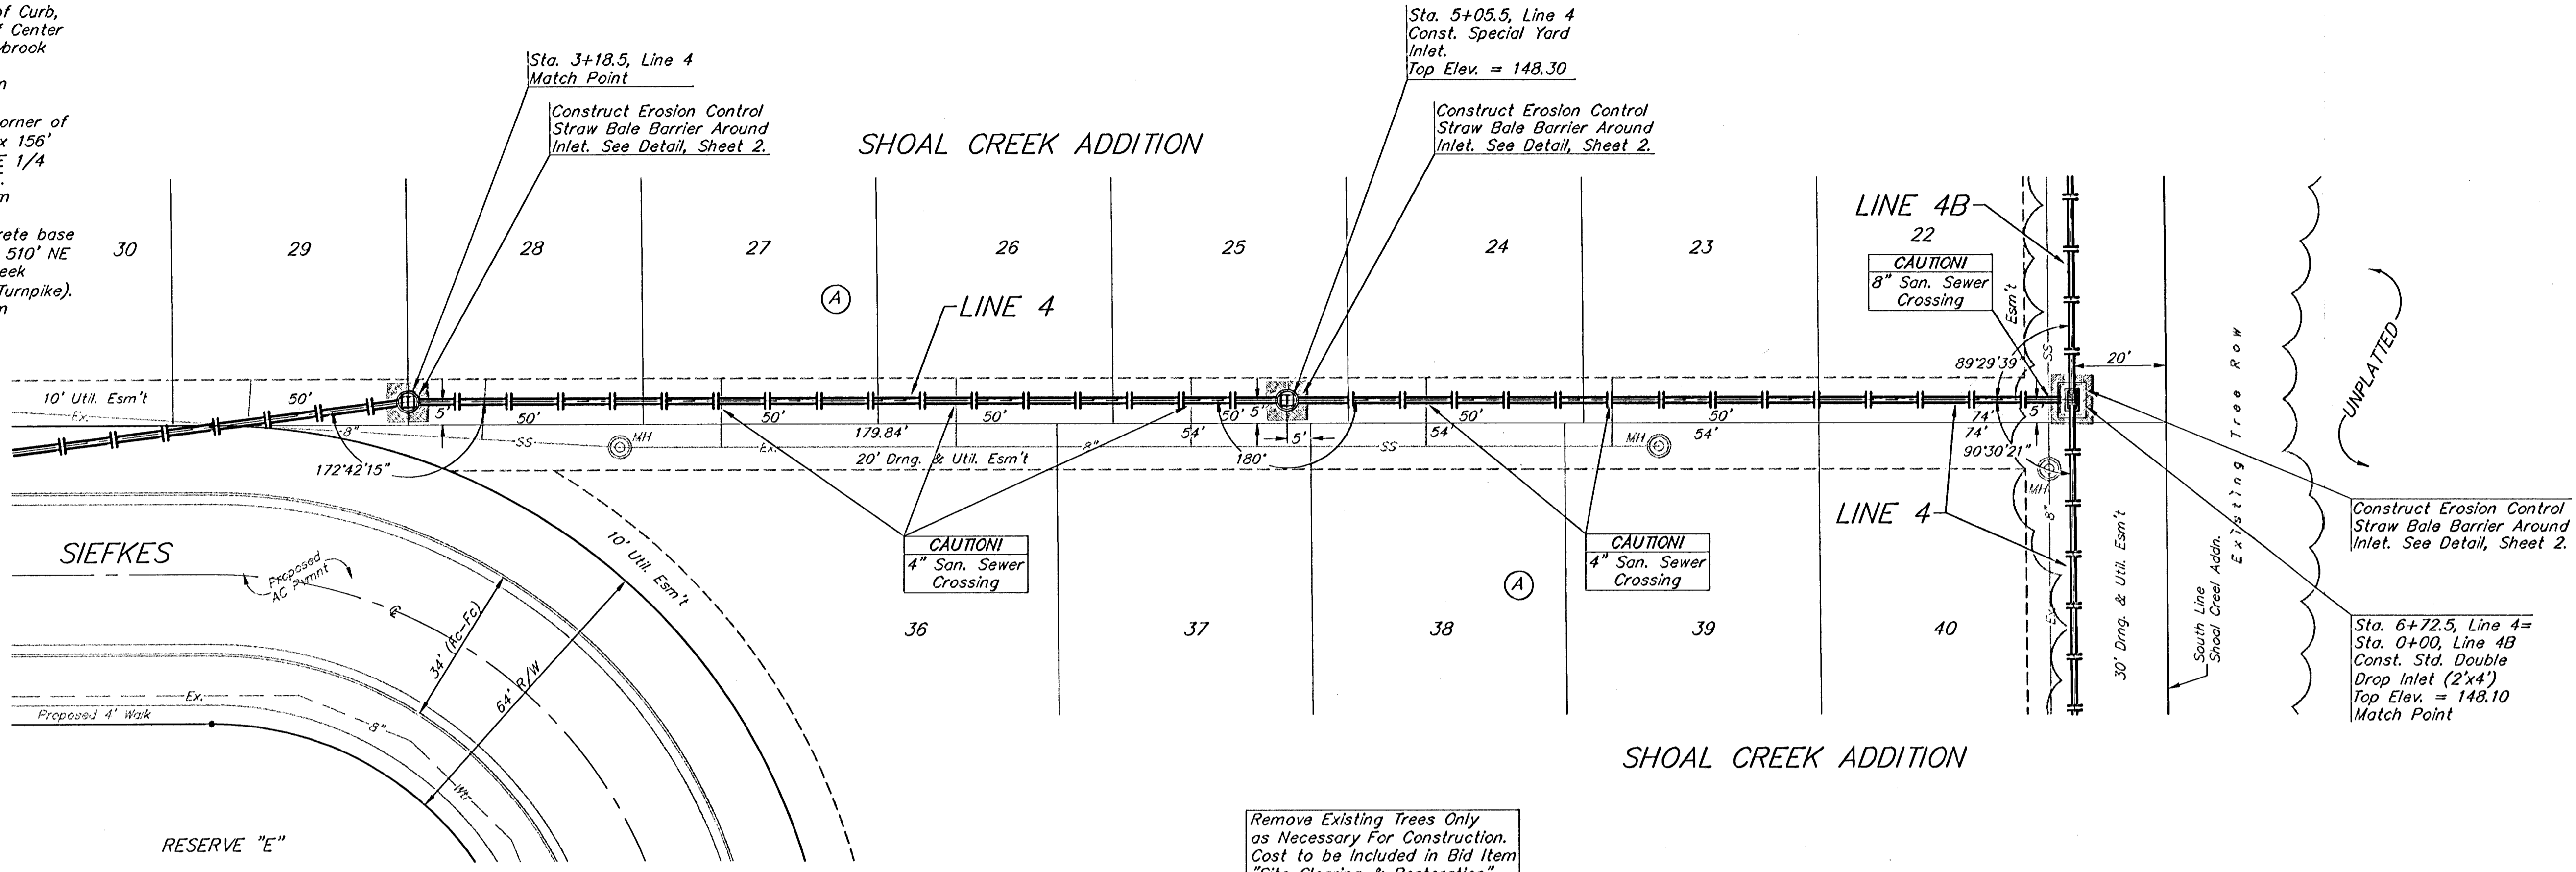 of Curb,
Center
brook
orner of
x 156'
E 1/4
rete base
510' NE
eek
Turnpike).
Sta. 3+18.5, Line 4
Match Point
Construct Erosion Control
Straw Bale Barrier Around
Inlet. See Detail, Sheet 2.
SHOAL CREEK ADDITION
Sta. 5+05.5, Line 4
Const. Special Yard
Inlet.
Top Elev. = 148.30
Construct Erosion Control
Straw Bale Barrier Around
Inlet. See Detail, Sheet 2.
30
29
28
27
26
25
24
23
22
LINE 4B
CAUTION!
8" San. Sewer
Crossing
A
LINE 4
Esm't
SS
89°29'39"
20'
Existing Tree Row
UNPLATTED
10' Util. Esm't
Ex.
8"
50'
5'
50'
50'
50'
50'
5'
50'
50'
74'
5'
SS
MH
179.84'
Ex.
8"
54'
5'
54'
SS
54'
MH
74'
172°42'15"
20' Drng. & Util. Esm't
180°
90°30'21"
MH
8"
Ex.
LINE 4
30' Drng. & Util. Esm't
South Line
Shoal Creel Addn.
Construct Erosion Control
Straw Bale Barrier Around
Inlet. See Detail, Sheet 2.
CAUTION!
4" San. Sewer
Crossing
CAUTION!
4" San. Sewer
Crossing
A
SIEFKES
Proposed
AC Pvmnt
10' Util. Esm't
34' (Fc-Fc)
64' R/W
36
37
38
39
40
Sta. 6+72.5, Line 4=
Sta. 0+00, Line 4B
Const. Std. Double
Drop Inlet (2'x4')
Top Elev. = 148.10
Match Point
Ex.
8"
Wtr
Proposed 4' Walk
RESERVE "E"
SHOAL CREEK ADDITION
Remove Existing Trees Only
as Necessary For Construction.
Cost to be Included in Bid Item
"Site Clearing & Restoration"